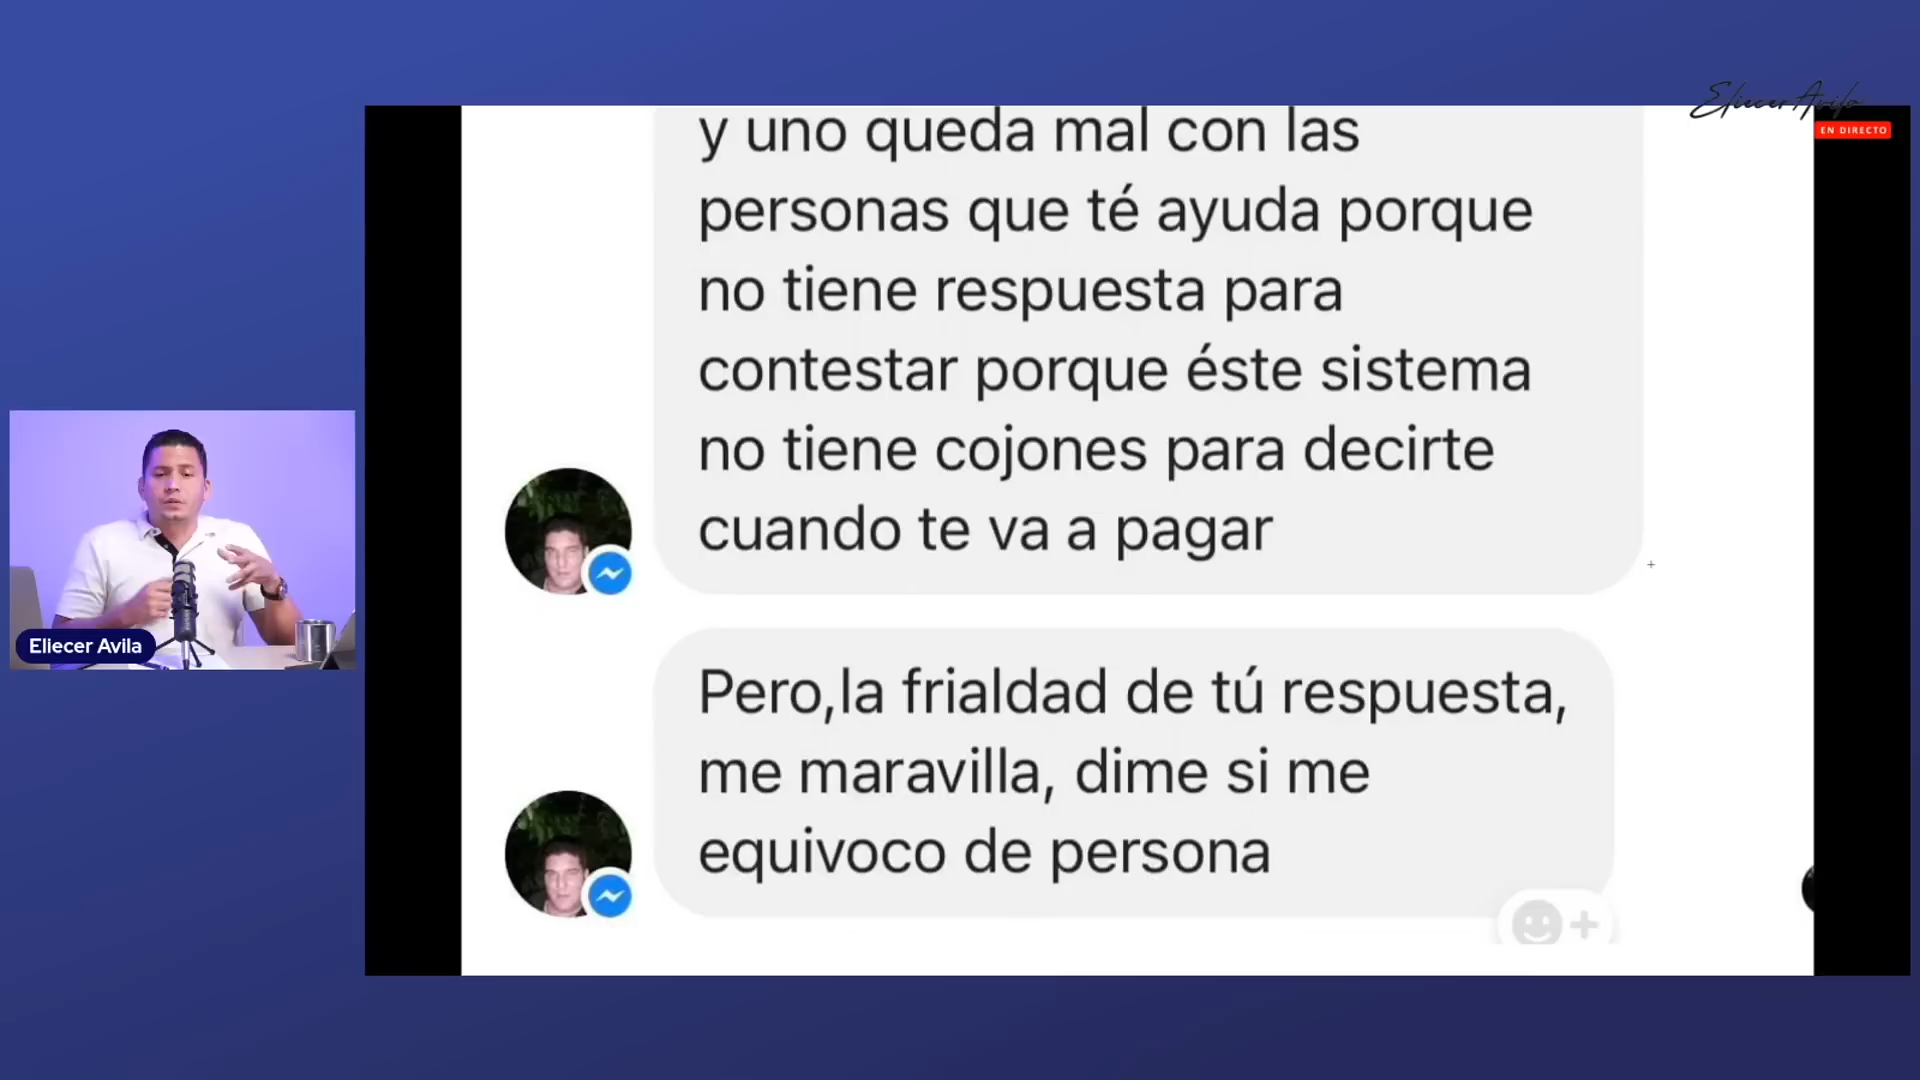 Eliecer Avila
EN DIRECTO
y uno queda mal con las
personas que té ayuda porque
no tiene respuesta para
contestar porque éste sistema
no tiene cojones para decirte
cuando te va a pagar
Pero,la frialdad de tú respuesta,
me maravilla, dime si me
equivoco de persona
Eliecer Avila